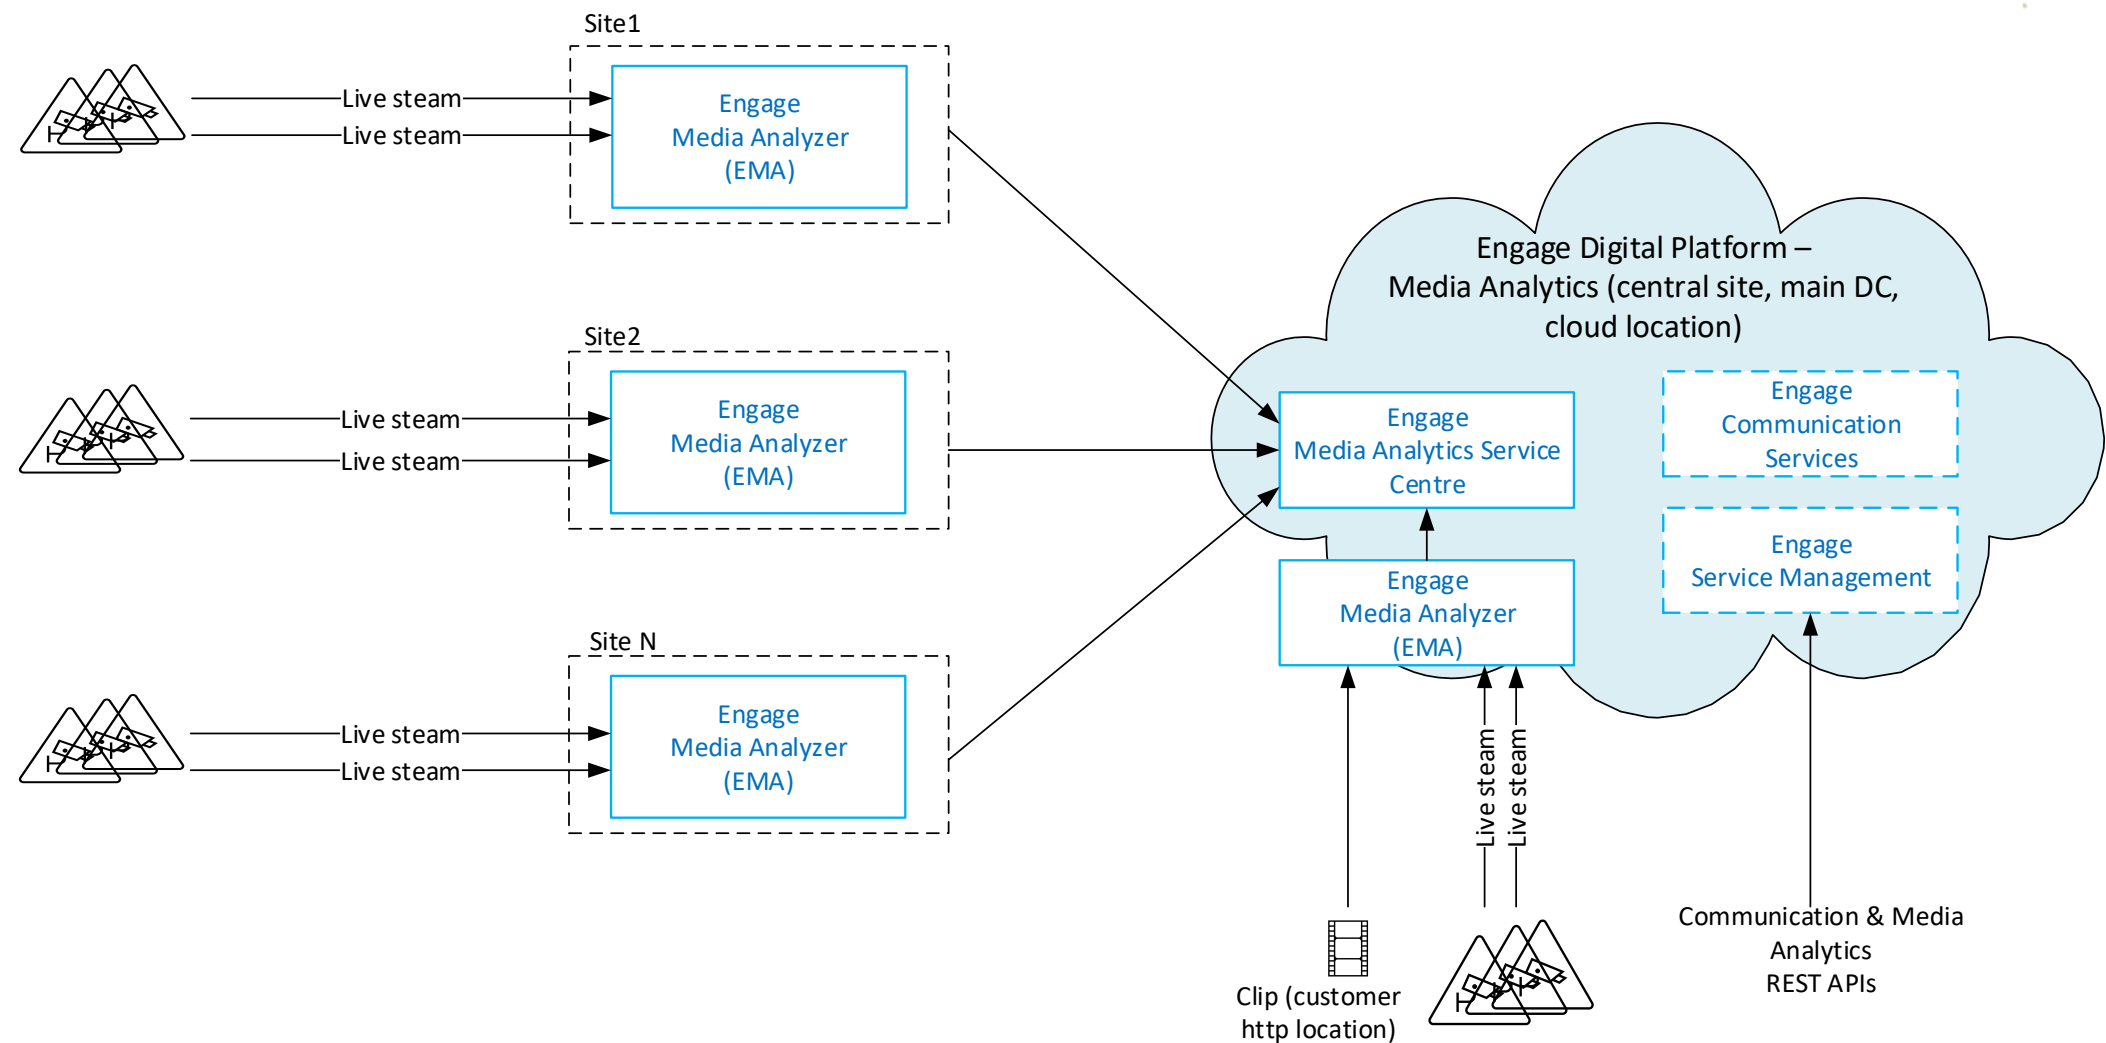 Site1
Live steam
Live steam
Engage
Media Analyzer
(EMA)
Site2
Live steam
Live steam
Engage
Media Analyzer
(EMA)
Site N
Live steam
Live steam
Engage
Media Analyzer
(EMA)
Engage Digital Platform –
Media Analytics (central site, main DC,
cloud location)
Engage
Media Analytics Service
Centre
Engage
Communication
Services
Engage
Service Management
Engage
Media Analyzer
(EMA)
Live steam
Live steam
Clip (customer
http location)
Communication & Media
Analytics
REST APIs